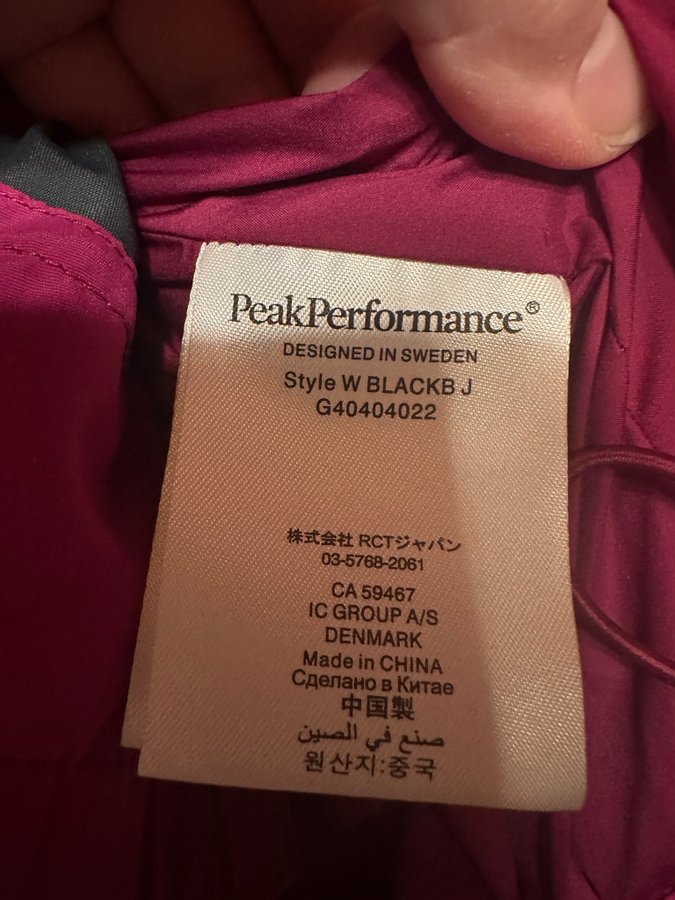 PeakPerformance®
DESIGNED IN SWEDEN
Style W BLACKB J
G40404022
株式会社 RCTジャパン
03-5768-2061
CA 59467
IC GROUP A/S
DENMARK
Made in CHINA
Сделано в Китае
中国製
صنع في الصين
원산지:중국